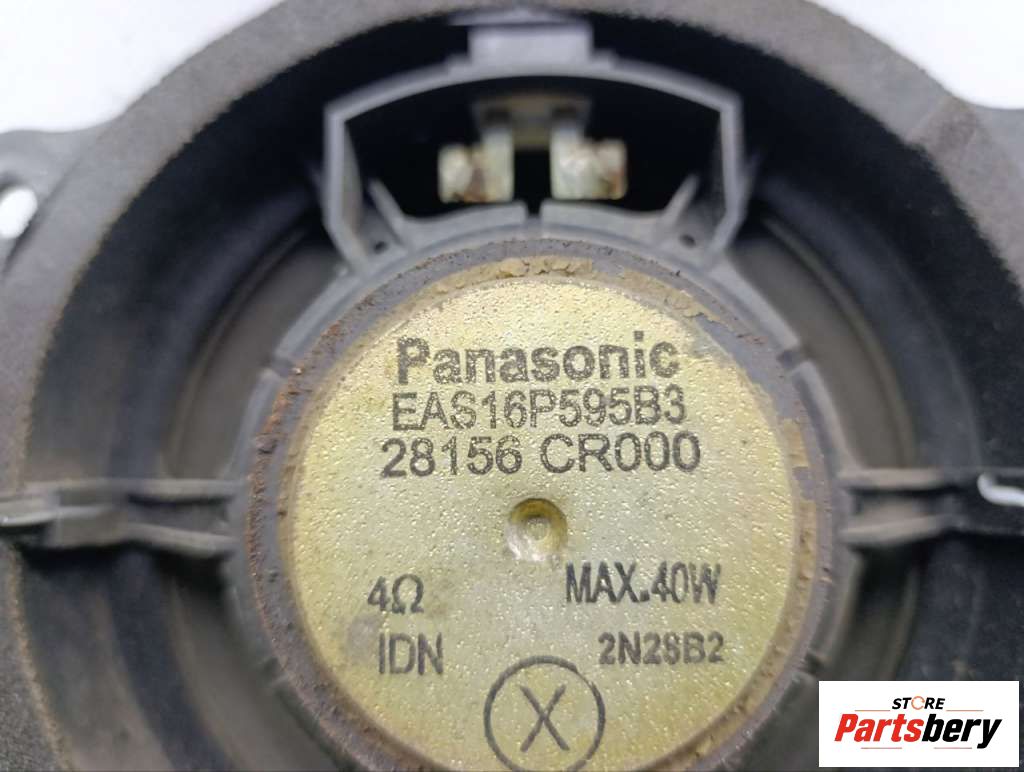 Panasonic
EAS16P595B3
28156 CR000
4Ω MAX.40W
IDN 2N28B2
X
STORE
Partsbery